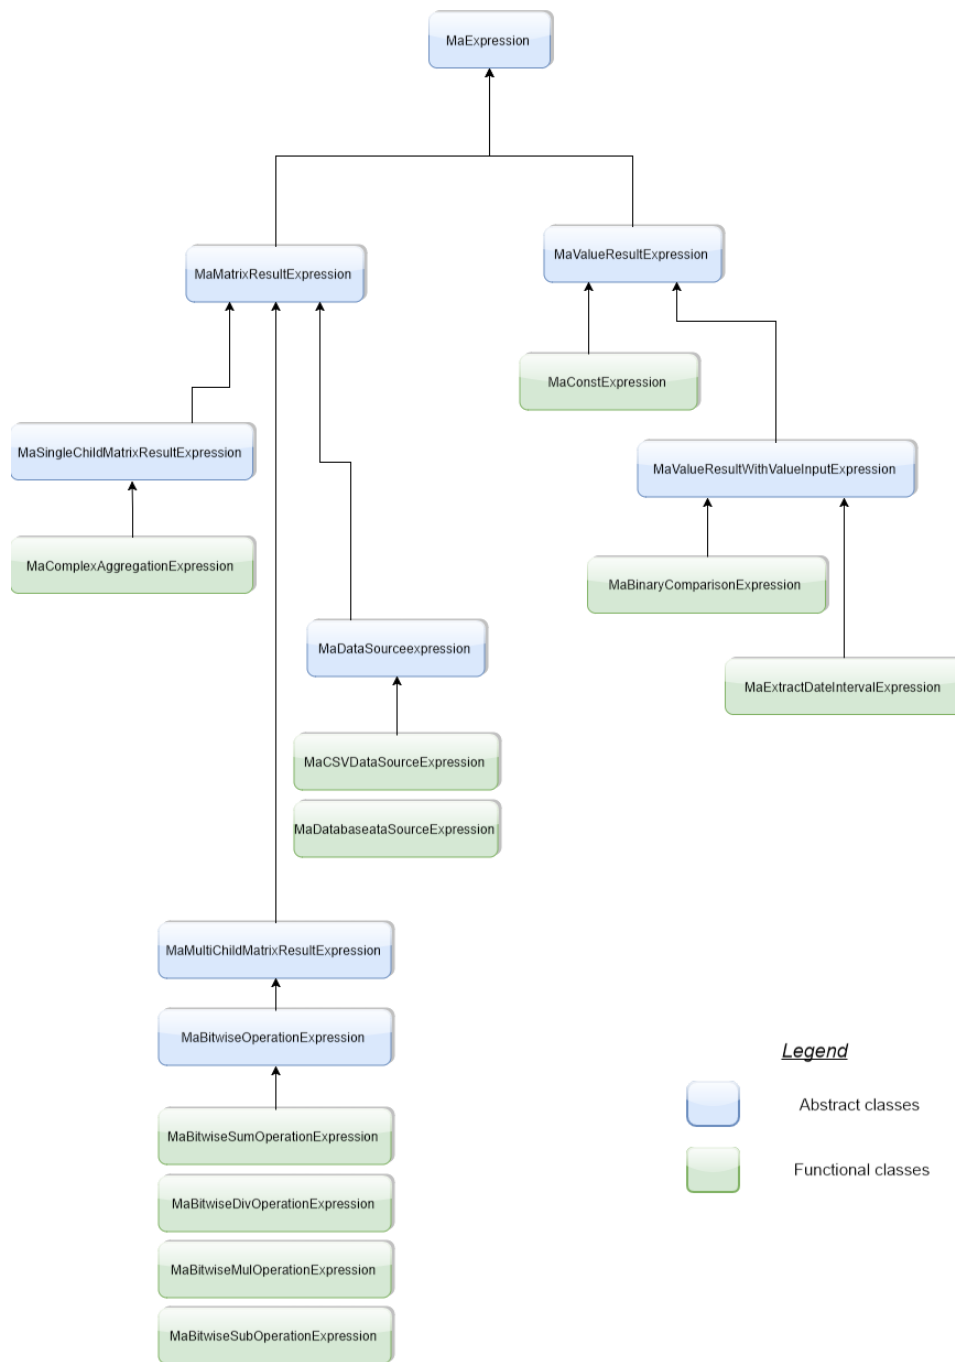 MaExpression
MaValueResultExpression
MaMatrixResultExpression
MaConstExpression
MaSingleChildMatrixResultExpression
MaValueResultWithValueInputExpression
MaComplexAggregationExpression
MaBinaryComparisonExpression
MaDataSourceexpression
MaExtractDateIntervalExpression
MaCSVDataSourceExpression
MaDatabaseataSourceExpression
MaMultiChildMatrixResultExpression
MaBitwiseOperationExpression
Legend
Abstract classes
MaBitwiseSumOperationExpression
Functional classes
MaBitwiseDivOperationExpression
MaBitwiseMulOperationExpression
MaBitwiseSubOperationExpression